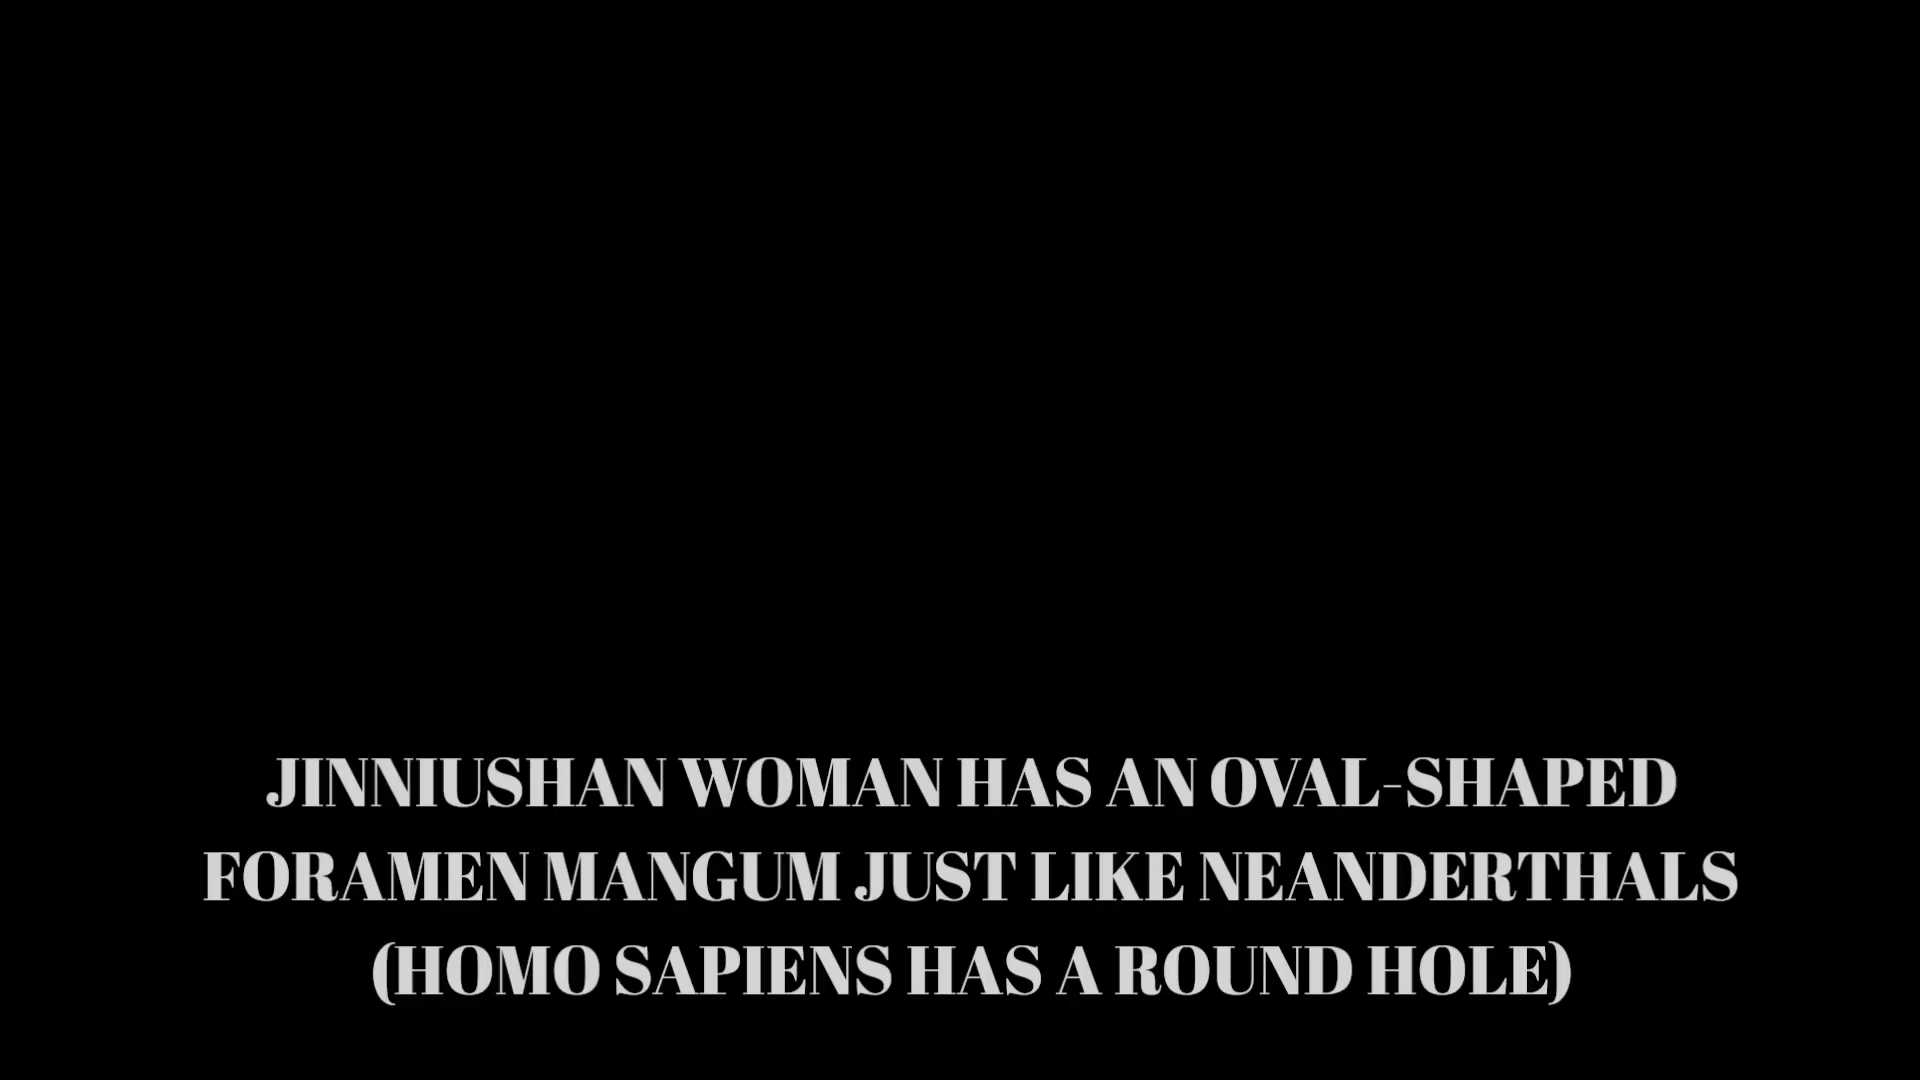 JINNIUSHAN WOMAN HAS AN OVAL-SHAPED
FORAMEN MANGUM JUST LIKE NEANDERTHALS
(HOMO SAPIENS HAS A ROUND HOLE)